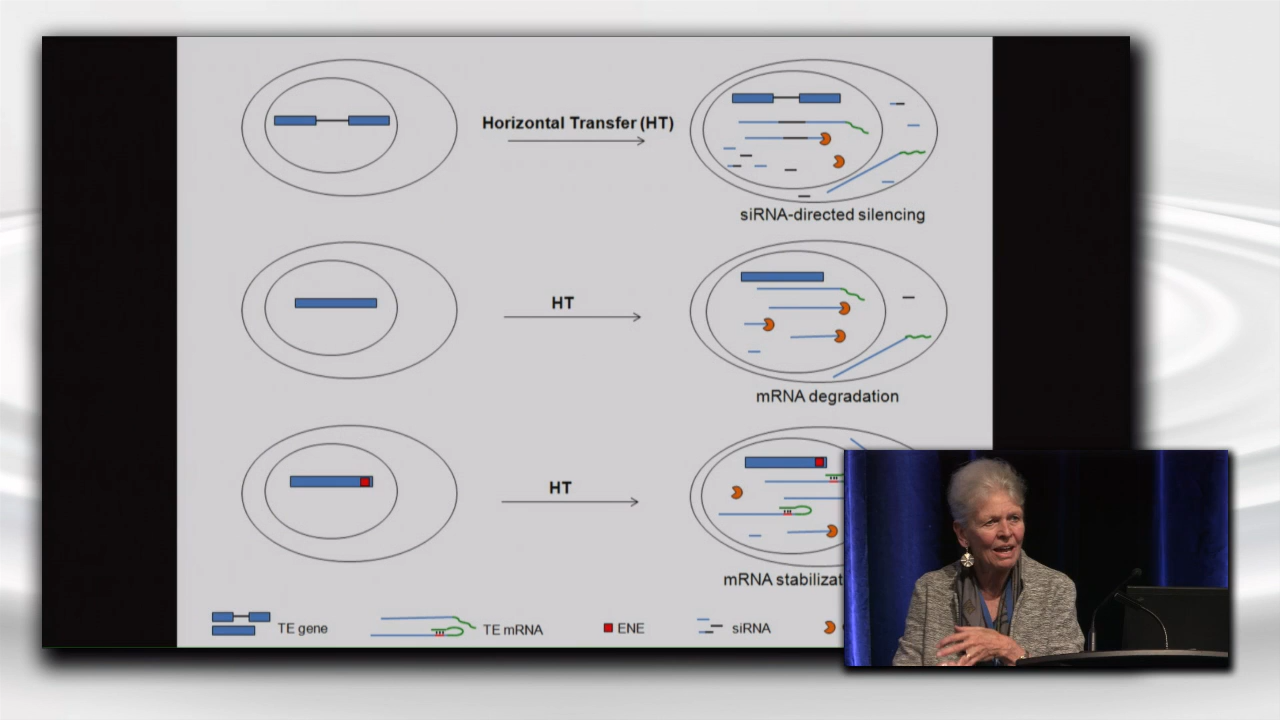 Horizontal Transfer (HT)
siRNA-directed silencing
HT
mRNA degradation
HT
mRNA stabilizat
TE gene
TE mRNA
ENE
siRNA